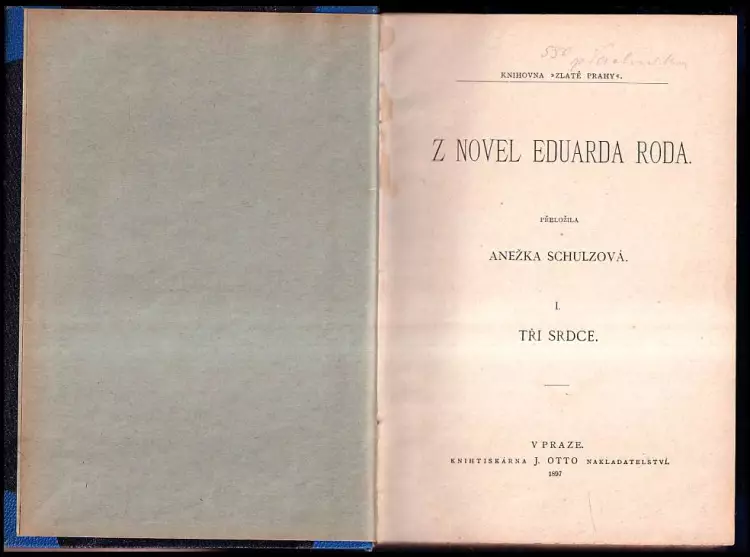 KNIHOVNA »ZLATÉ PRAHY«.
Z NOVEL EDUARDA RODA.
PŘELOŽILA
ANEŽKA SCHULZOVÁ.
I.
TŘI SRDCE.
V PRAZE.
KNIHTISKÁRNA J. OTTO NAKLADATELSTVÍ.
1897